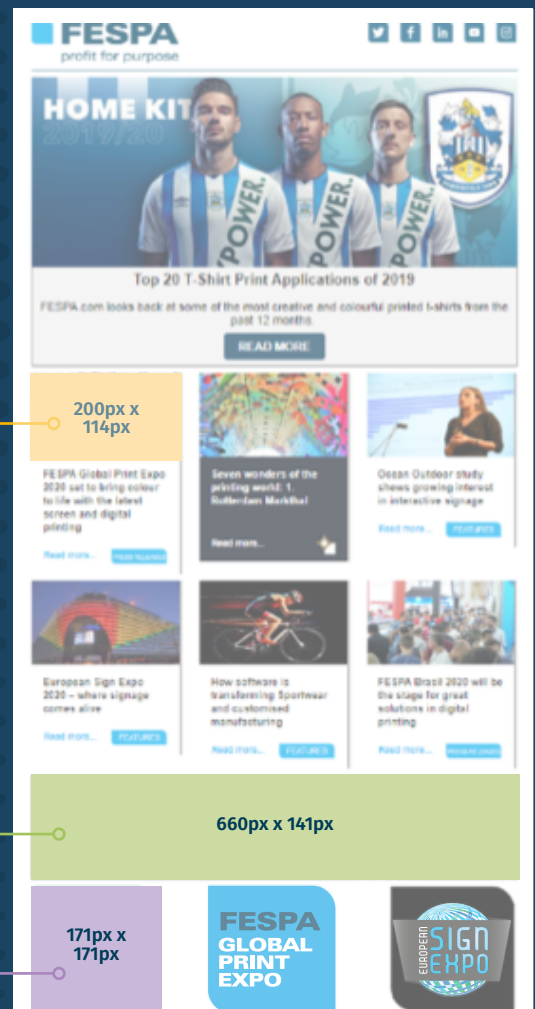 FESPA
profit for purpose
HOME KIT
2019/20
POWER.
POWER.
POWER.
Top 20 T-Shirt Print Applications of 2019
FESPA.com looks back at some of the most creative and colourful printed t-shirts from the
past 12 months.
READ MORE
200px x
114px
FESPA Global Print Expo
2020 set to bring colour
to life with the latest
screen and digital
printing
Read more...
Seven wonders of the
printing world: 1.
Rotterdam Markthal
Read more...
Ocean Outdoor study
shows growing interest
in interactive signage
Read more...
FEATURES
European Sign Expo
2020 – where signage
comes alive
Read more...
FEATURES
How software is
transforming Sportwear
and customised
manufacturing
Read more...
FEATURES
FESPA Brasil 2020 will be
the stage for great
solutions in digital
printing
Read more...
660px x 141px
171px x
171px
FESPA
GLOBAL
PRINT
EXPO
EUROPEAN
SIGN
EXPO